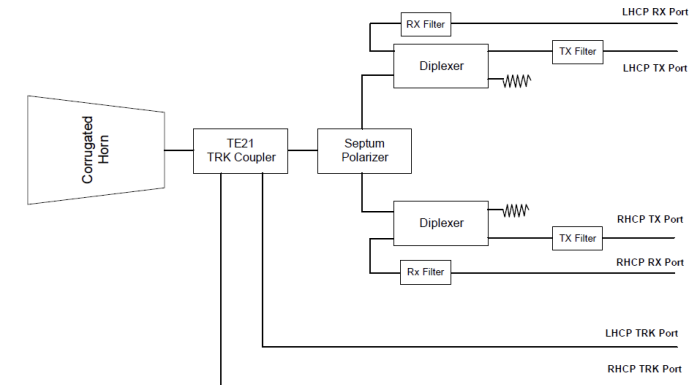 LHCP RX Port
RX Filter
TX Filter
Diplexer
LHCP TX Port
Corrugated
Horn
TE21
TRK Coupler
Septum
Polarizer
RHCP TX Port
Diplexer
TX Filter
RHCP RX Port
Rx Filter
LHCP TRK Port
RHCP TRK Port